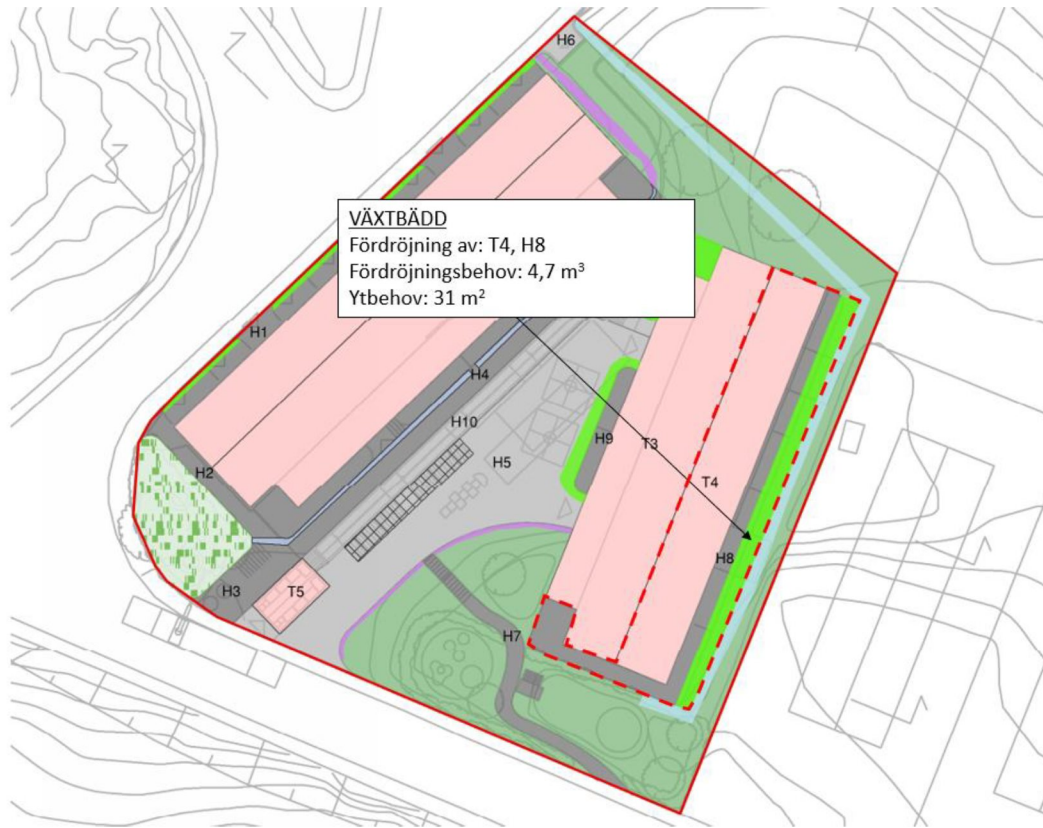 H6
VÄXTBÄDD
Fördröjning av: T4, H8
Fördröjningsbehov: 4,7 m³
Ytbehov: 31 m²
H1
H4
H10
H9
T3
H5
H2
T4
H8
H3
T5
H7